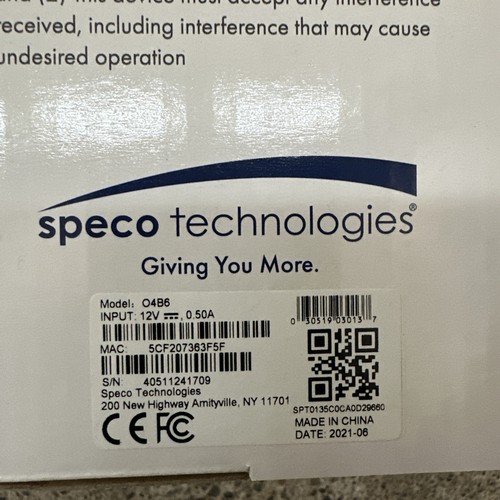 and (2) this device must accept any interference
received, including interference that may cause
undesired operation
speco technologies®
Giving You More.
Model: O4B6
INPUT: 12V ⎓, 0.50A
MAC: 5CF207363F5F
S/N: 40511241709
Speco Technologies
200 New Highway Amityville, NY 11701
CE FC
0 30519 03013 7
SPT0135C0CA0D29660
MADE IN CHINA
DATE: 2021-06